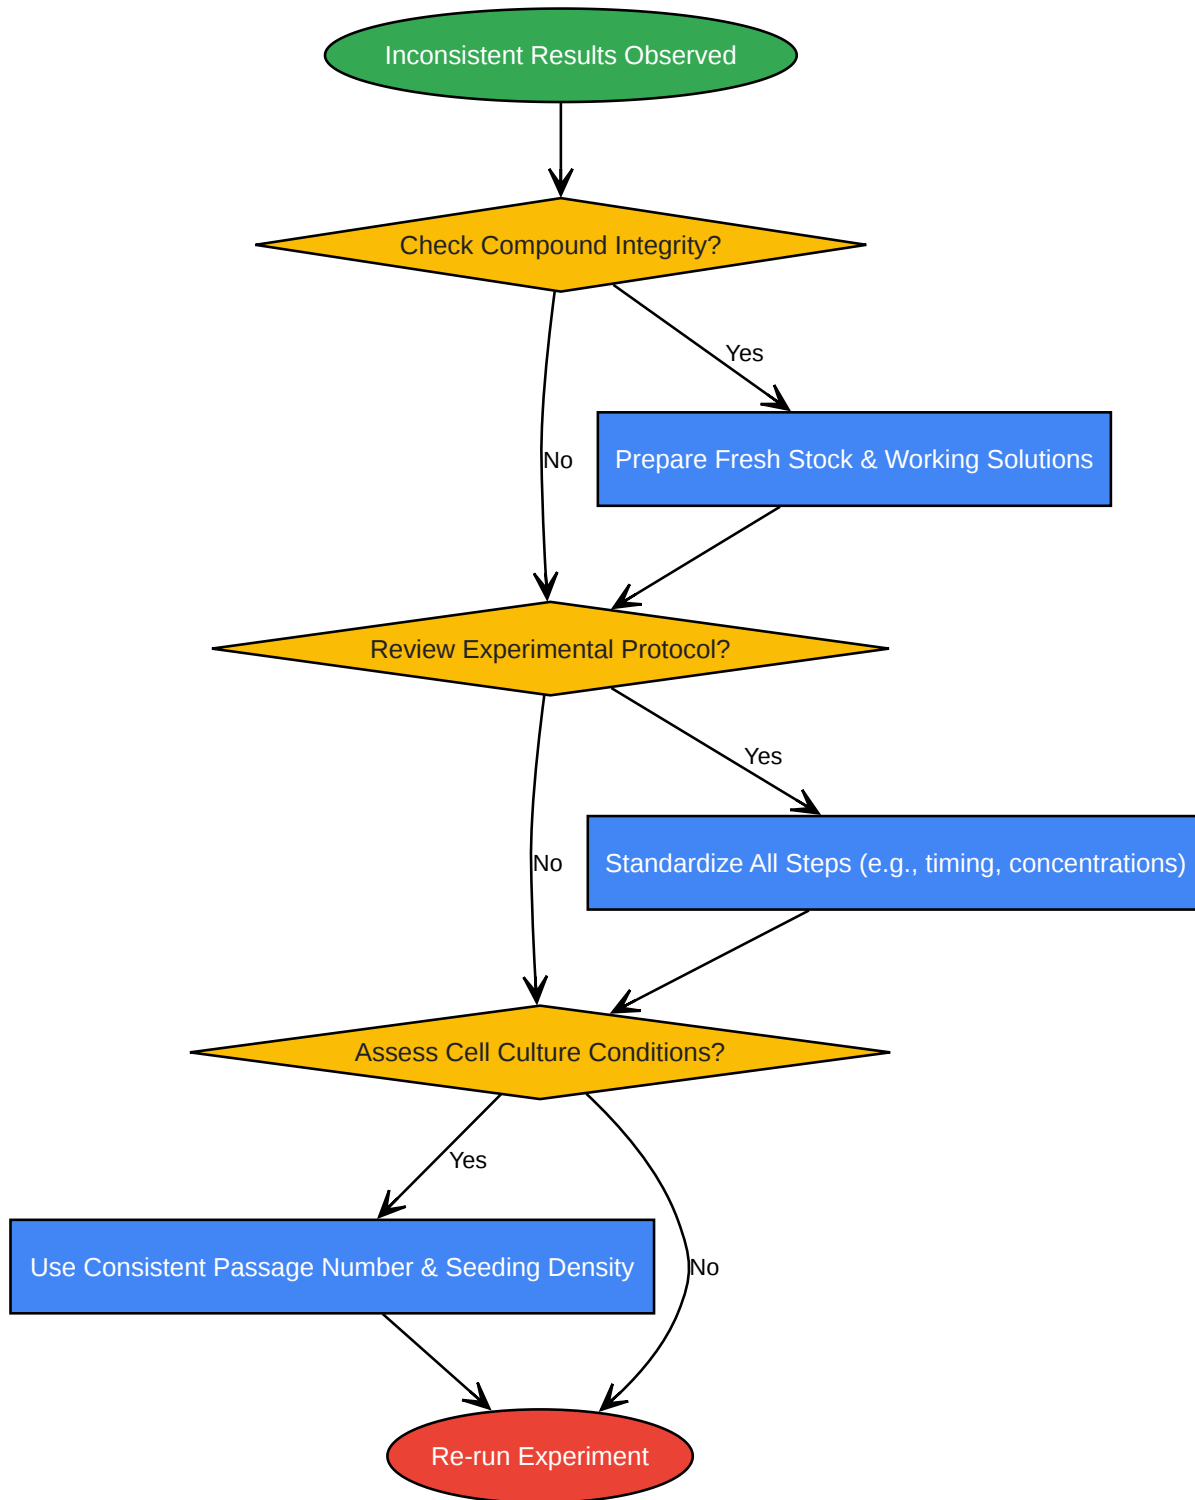 Inconsistent Results Observed
Check Compound Integrity?
Yes
No
Prepare Fresh Stock & Working Solutions
Review Experimental Protocol?
Yes
No
Standardize All Steps (e.g., timing, concentrations)
Assess Cell Culture Conditions?
Yes
Use Consistent Passage Number & Seeding Density
No
Re-run Experiment